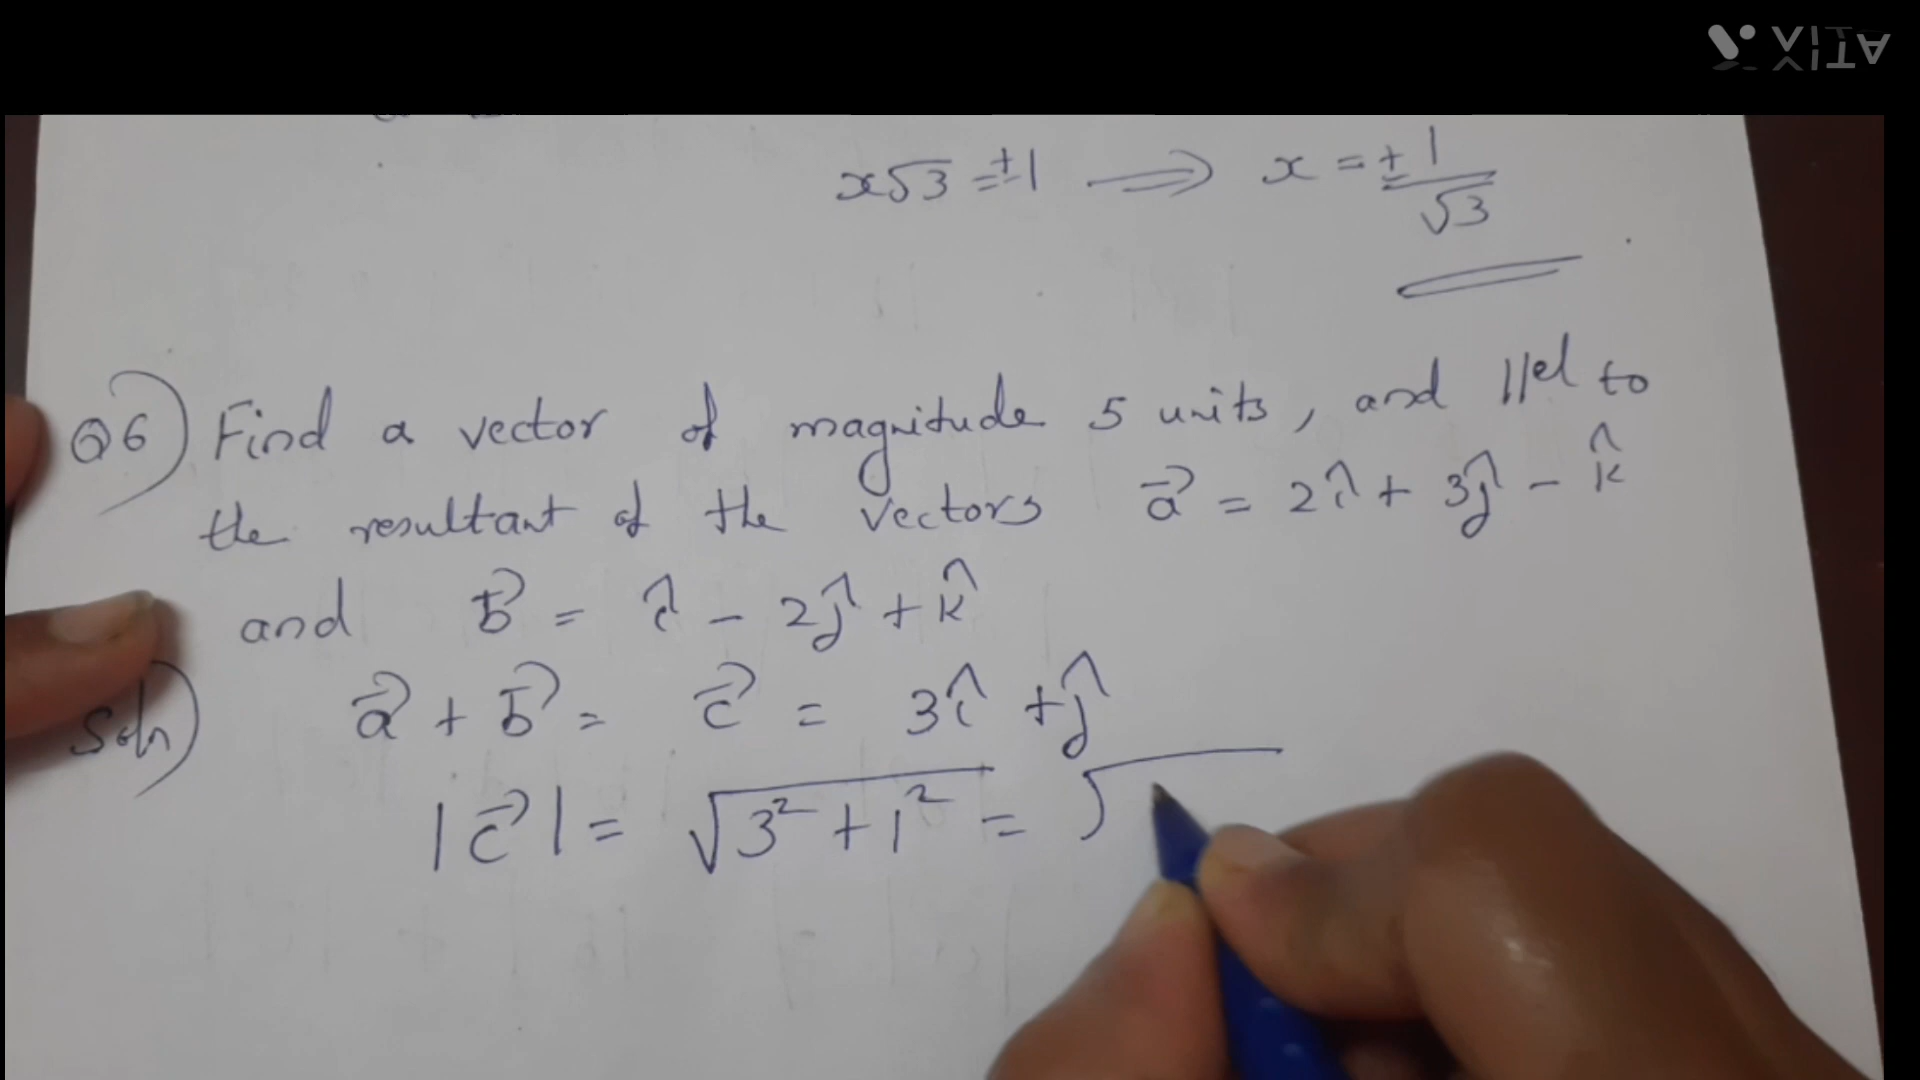 VITA
x√3 = ±1 ⟹ x = ±1/√3
Q6) Find a vector of magnitude 5 units, and ||el to
the resultant of the vectors a⃗ = 2î + 3ĵ - k̂
and b⃗ = î - 2ĵ + k̂
Soln) a⃗ + b⃗ = c⃗ = 3î + ĵ
|c⃗| = √3² + 1² = √